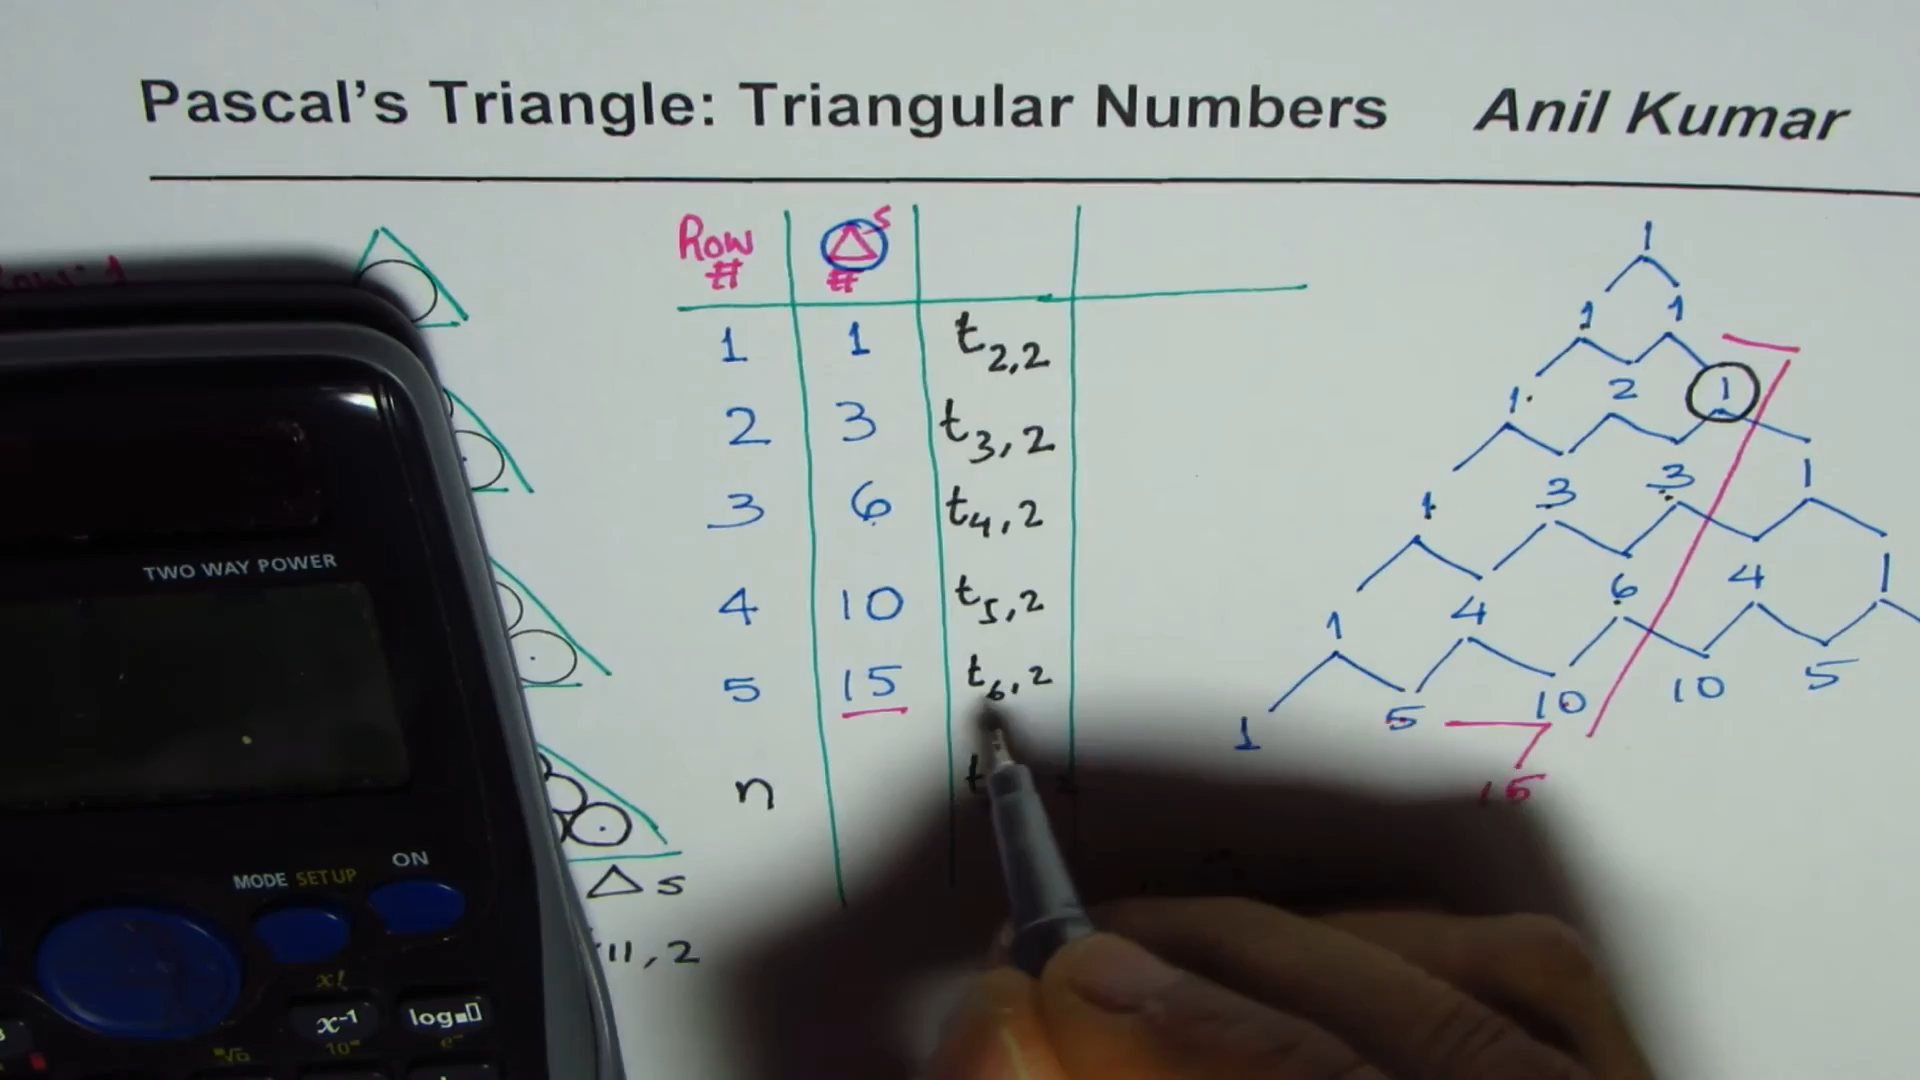 Pascal's Triangle: Triangular Numbers Anil Kumar
Row # △s #
1 1 t2,2
2 3 t3,2
3 6 t4,2
4 10 t5,2
5 15 t6,2
n t 2
△s
11,2
1
1 1
1 2 1
1 3 3 1
1 4 6 4 1
1 5 10 10 5
15
TWO WAY POWER
MODE SETUP ON
x!
x⁻¹ log
10